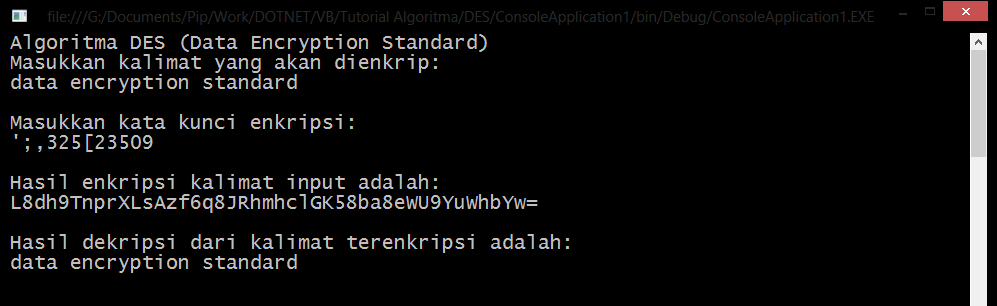 file:///G:/Documents/Pip/Work/DOTNET/VB/Tutorial Algoritma/DES/ConsoleApplication1/bin/Debug/ConsoleApplication1.EXE
Algoritma DES (Data Encryption Standard)
Masukkan kalimat yang akan dienkrip:
data encryption standard
Masukkan kata kunci enkripsi:
';,325[23509
Hasil enkripsi kalimat input adalah:
L8dh9TnprXLsAzf6q8JRhmhclGK58ba8eWU9YuWhbYw=
Hasil dekripsi dari kalimat terenkripsi adalah:
data encryption standard